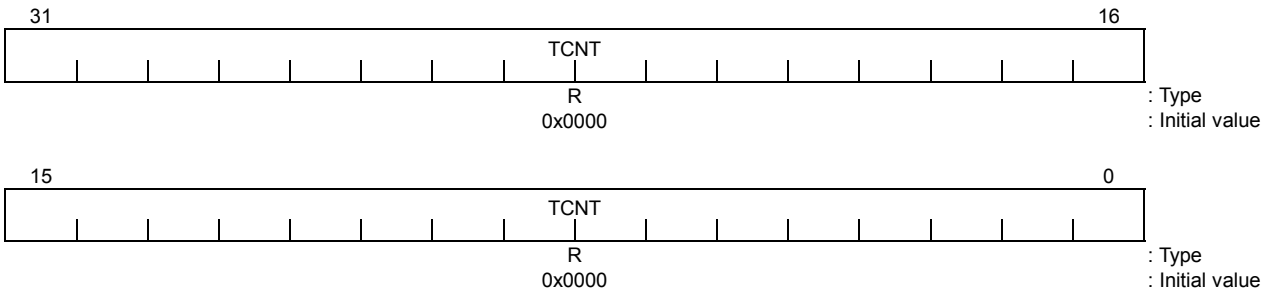 31 16
TCNT
R : Type
0x0000 : Initial value
15 0
TCNT
R : Type
0x0000 : Initial value